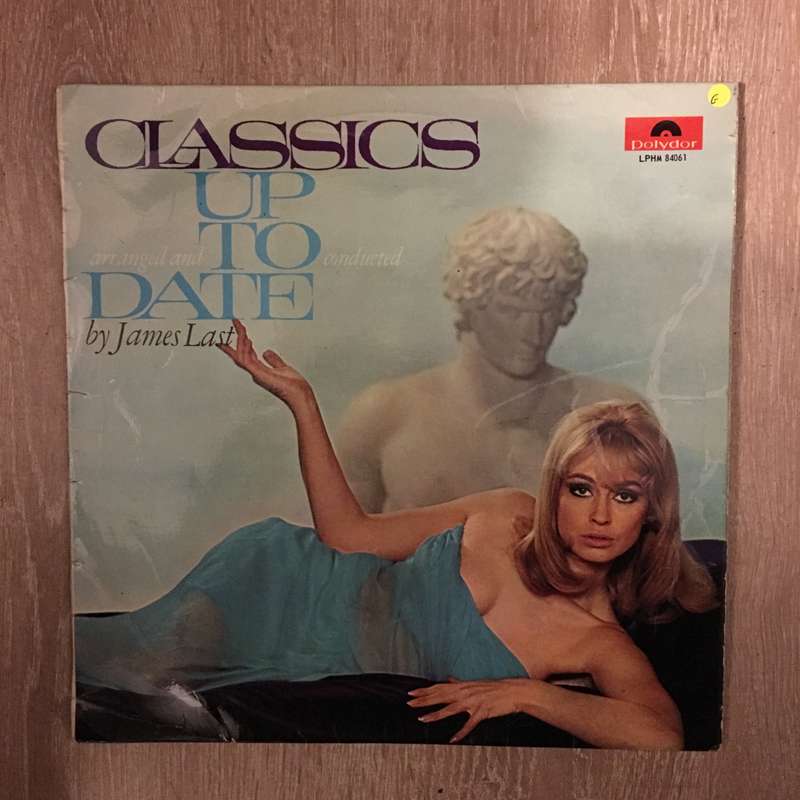 CLASSICS
UP
TO
arranged and conducted
DATE
by James Last
G
Polydor
LPHM 84061